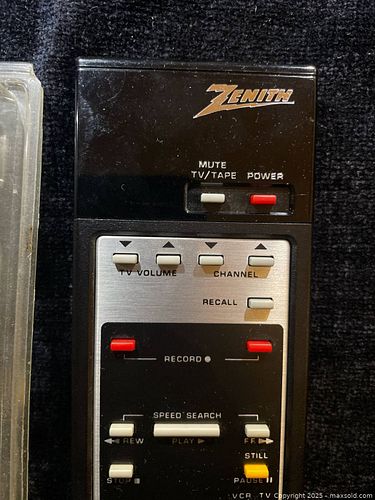 ZENITH
MUTE
TV/TAPE POWER
▼ ▲ ▼ ▲
TV VOLUME CHANNEL
RECALL
RECORD ●
SPEED SEARCH
◀◀ REW PLAY ▶ F.F. ▶▶
STILL
STOP ■ PAUSE ❚❚
VCR TV
Copyright 2025 - maxsold.com